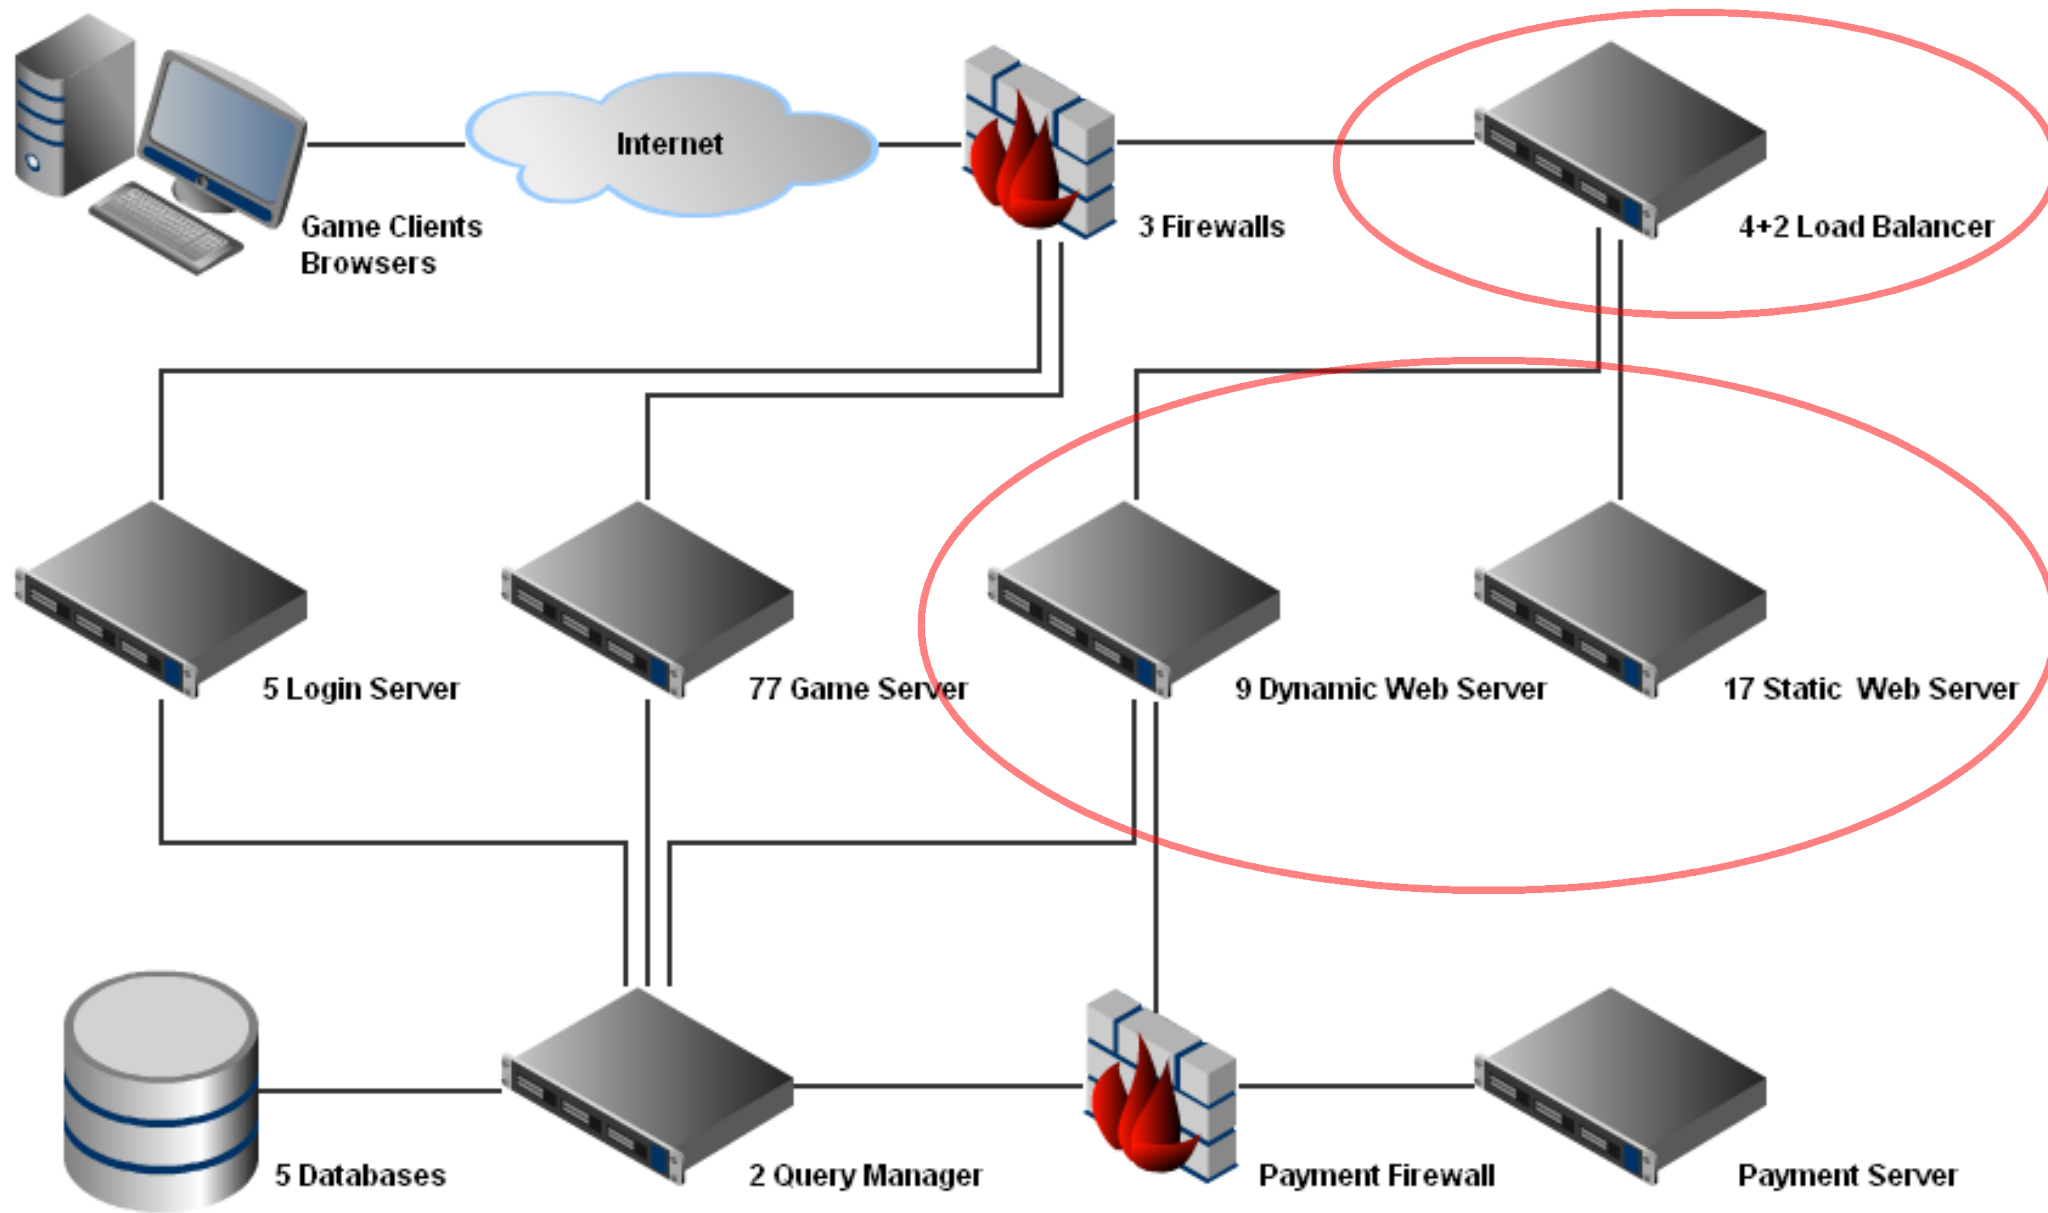 Internet
Game Clients
Browsers
3 Firewalls
4+2 Load Balancer
5 Login Server
77 Game Server
9 Dynamic Web Server
17 Static  Web Server
5 Databases
2 Query Manager
Payment Firewall
Payment Server